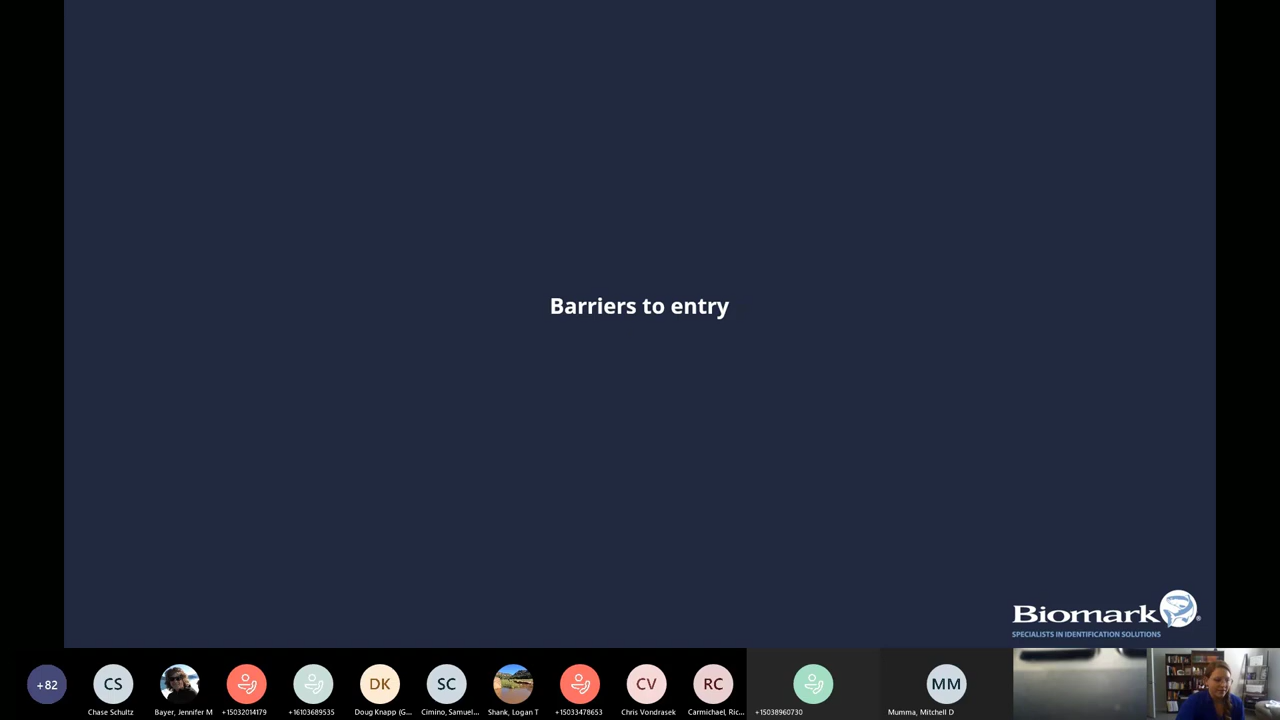 Barriers to entry
Biomark®
SPECIALISTS IN IDENTIFICATION SOLUTIONS
+82
CS
DK
SC
CV
RC
MM
Chase Schultz
Bayer, Jennifer M
+15032014179
+16103689535
Doug Knapp (G...
Cimino, Samuel...
Shank, Logan T
+15033478653
Chris Vondrasek
Carmichael, Ric...
+15038960730
Mumma, Mitchell D